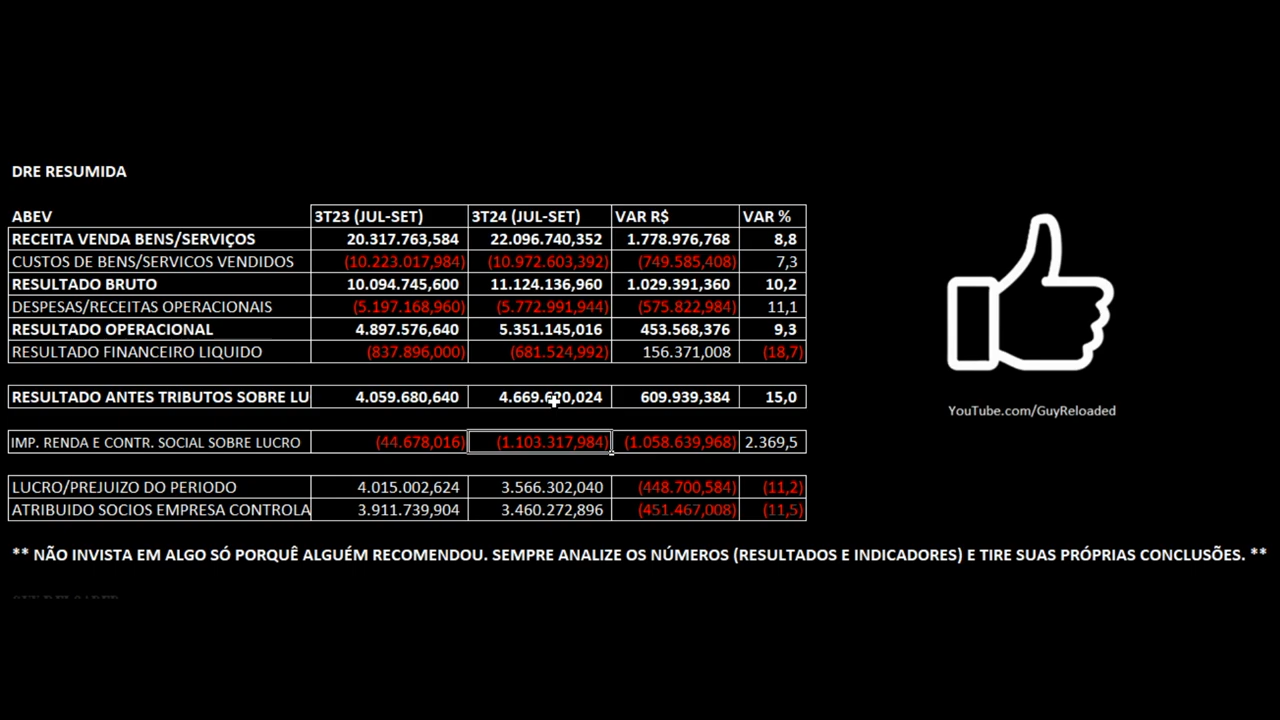 DRE RESUMIDA
ABEV 3T23 (JUL-SET) 3T24 (JUL-SET) VAR R$ VAR %
RECEITA VENDA BENS/SERVIÇOS 20.317.763,584 22.096.740,352 1.778.976,768 8,8
CUSTOS DE BENS/SERVICOS VENDIDOS (10.223.017,984) (10.972.603,392) (749.585,408) 7,3
RESULTADO BRUTO 10.094.745,600 11.124.136,960 1.029.391,360 10,2
DESPESAS/RECEITAS OPERACIONAIS (5.197.168,960) (5.772.991,944) (575.822,984) 11,1
RESULTADO OPERACIONAL 4.897.576,640 5.351.145,016 453.568,376 9,3
RESULTADO FINANCEIRO LIQUIDO (837.896,000) (681.524,992) 156.371,008 (18,7)
RESULTADO ANTES TRIBUTOS SOBRE LU 4.059.680,640 4.669.620,024 609.939,384 15,0
IMP. RENDA E CONTR. SOCIAL SOBRE LUCRO (44.678,016) (1.103.317,984) (1.058.639,968) 2.369,5
LUCRO/PREJUIZO DO PERIODO 4.015.002,624 3.566.302,040 (448.700,584) (11,2)
ATRIBUIDO SOCIOS EMPRESA CONTROLA 3.911.739,904 3.460.272,896 (451.467,008) (11,5)
YouTube.com/GuyReloaded
** NÃO INVISTA EM ALGO SÓ PORQUÊ ALGUÉM RECOMENDOU. SEMPRE ANALIZE OS NÚMEROS (RESULTADOS E INDICADORES) E TIRE SUAS PRÓPRIAS CONCLUSÕES. **